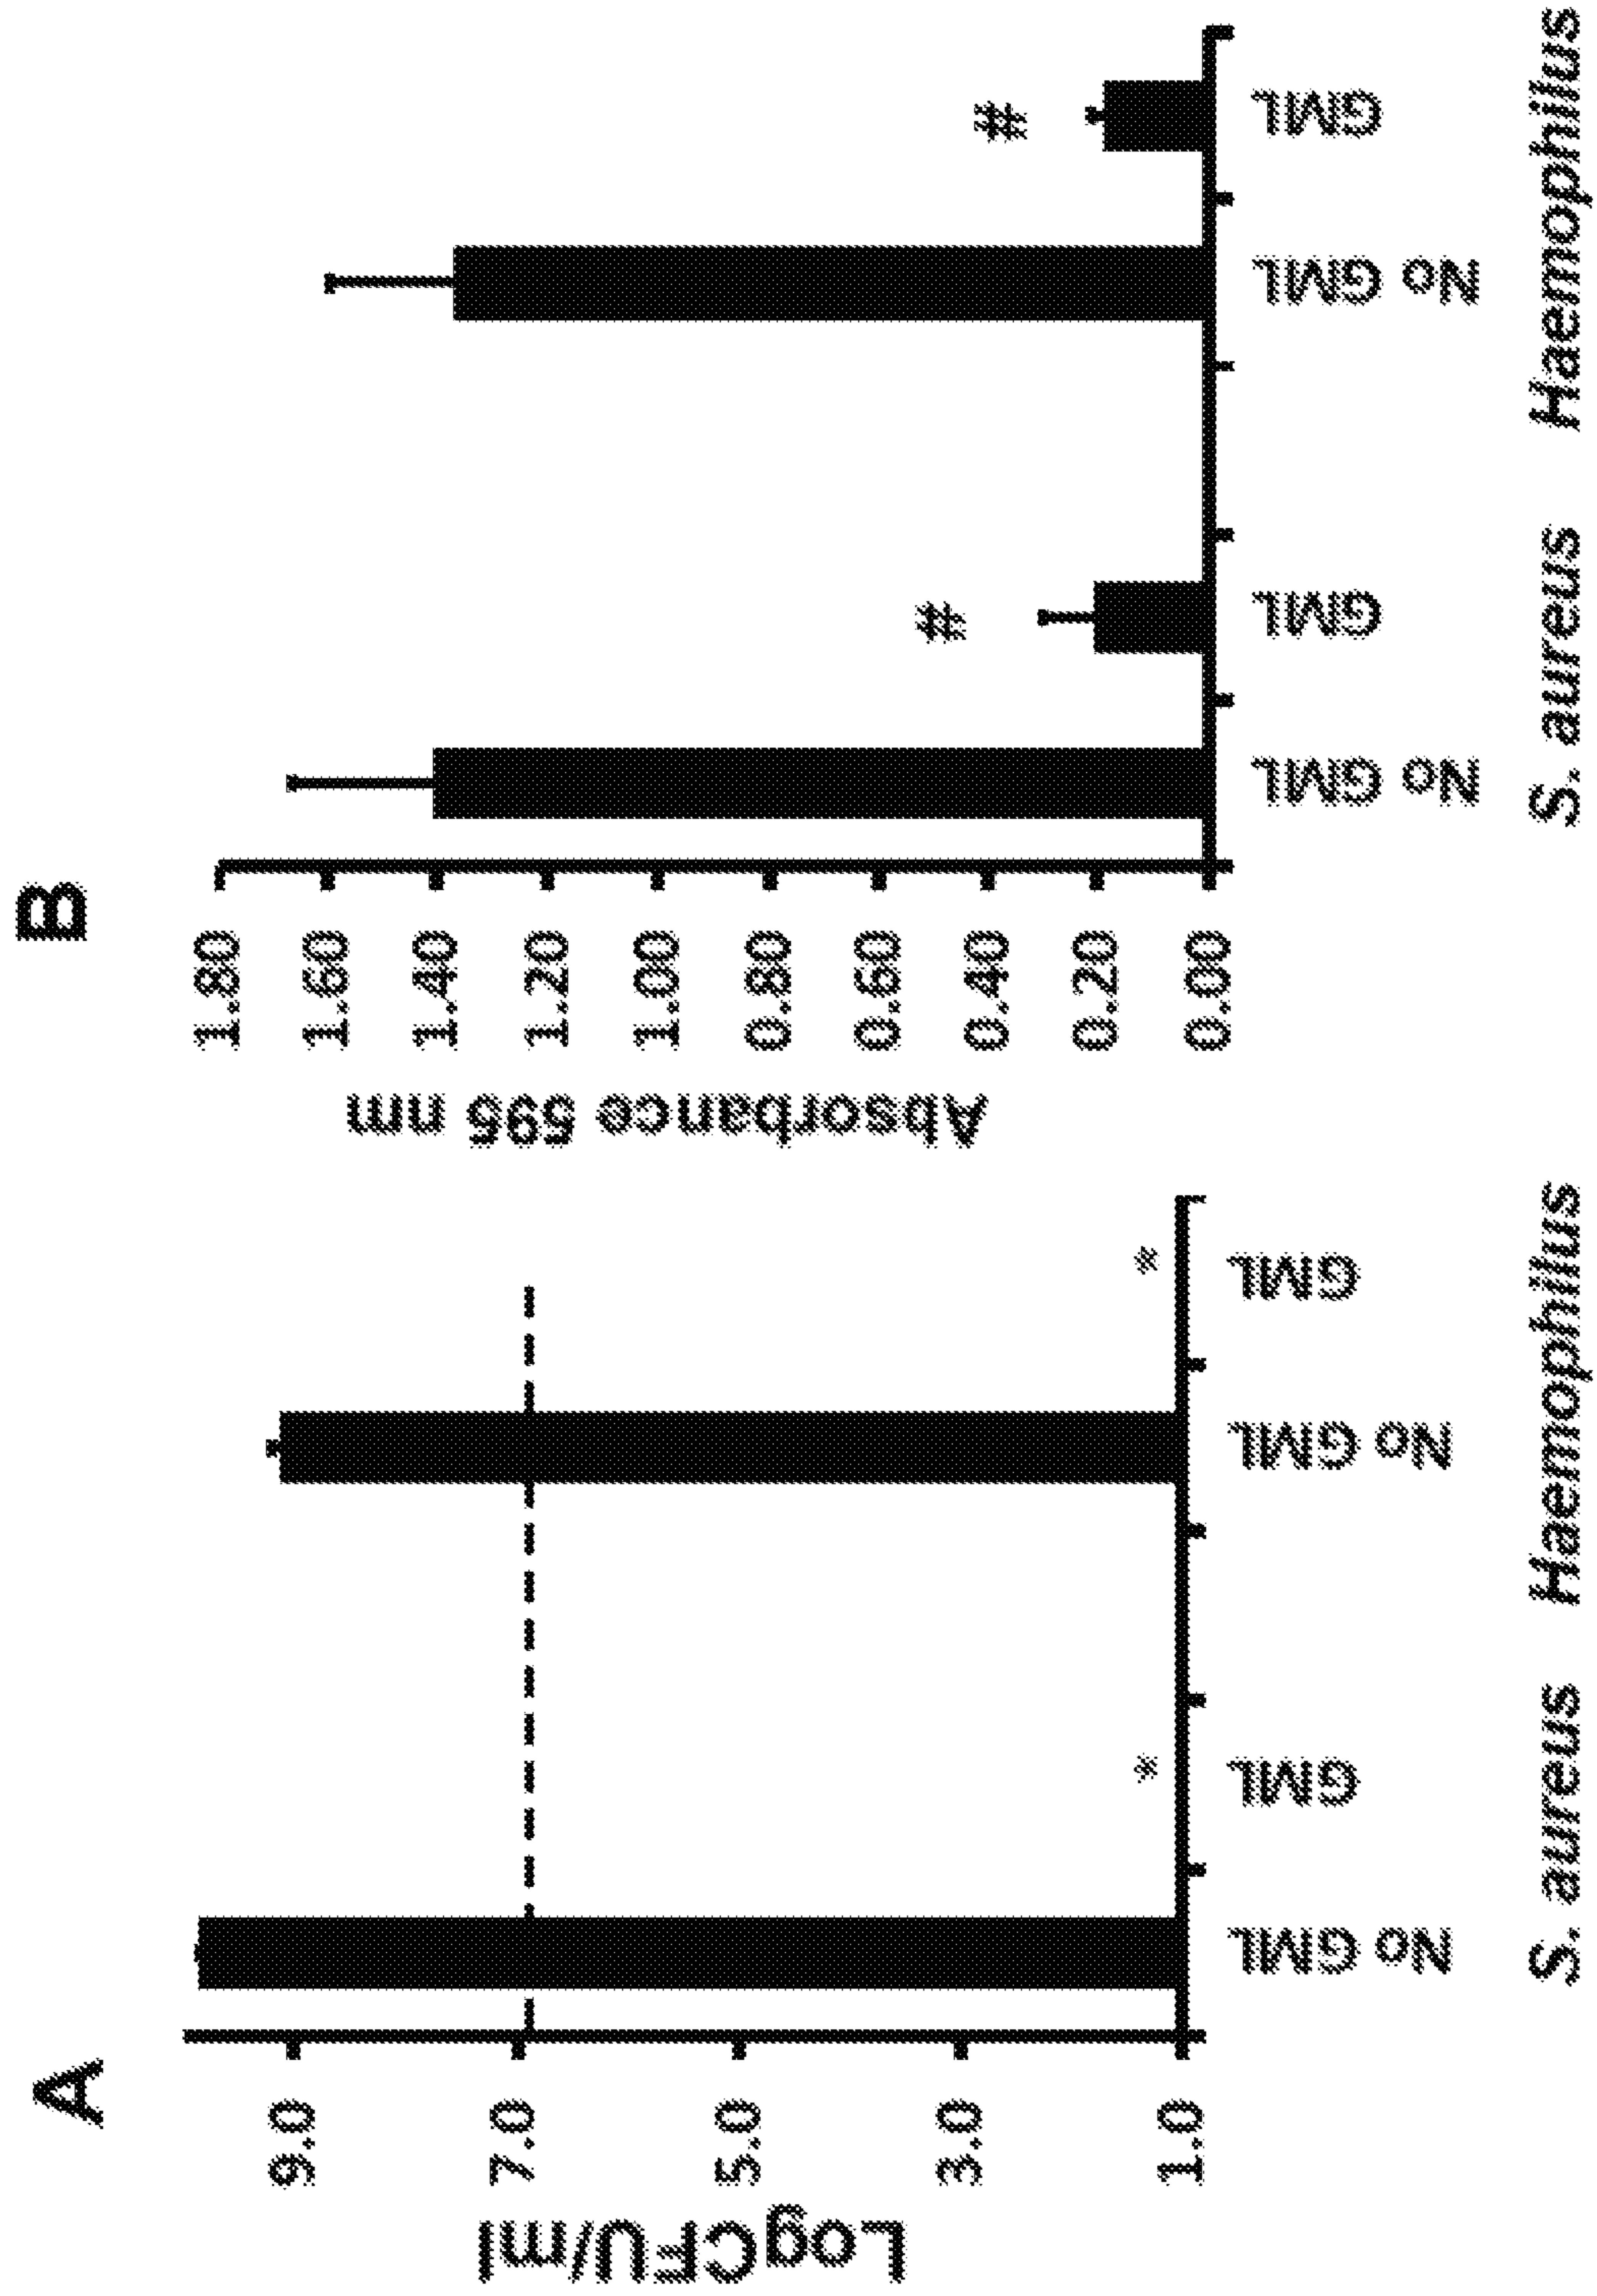 A
LogCFU/ml
9.0
7.0
5.0
3.0
1.0
*
*
No GML
GML
No GML
GML
S. aureus
Haemophilus
B
Absorbance 595 nm
1.80
1.60
1.40
1.20
1.00
0.80
0.60
0.40
0.20
0.00
#
#
No GML
GML
No GML
GML
S. aureus
Haemophilus